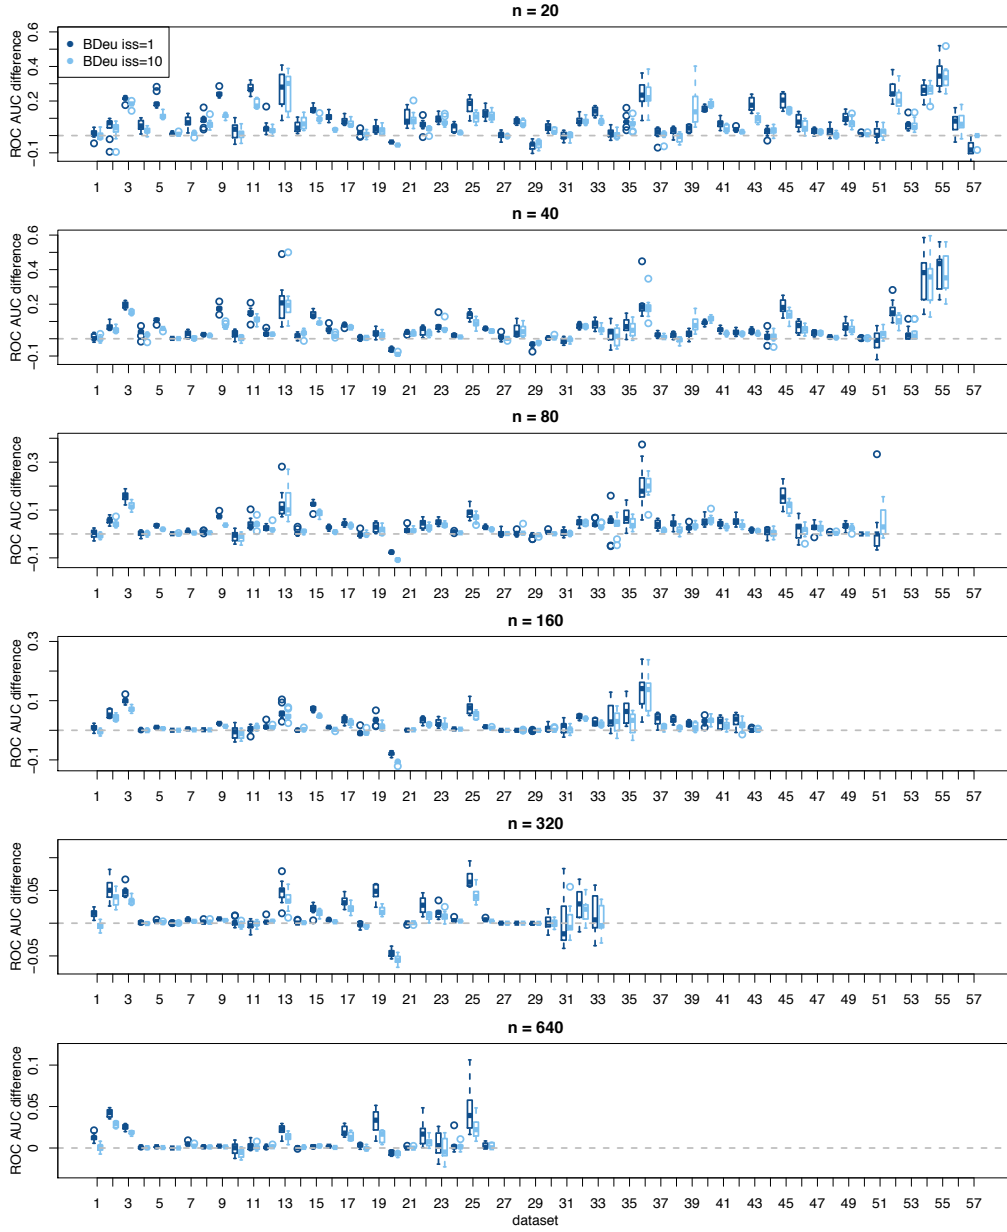 n = 20
ROC AUC difference
0.6
0.4
0.2
−0.1
BDeu iss=1
BDeu iss=10
1 3 5 7 9 11 13 15 17 19 21 23 25 27 29 31 33 35 37 39 41 43 45 47 49 51 53 55 57
n = 40
ROC AUC difference
0.6
0.4
0.2
−0.1
1 3 5 7 9 11 13 15 17 19 21 23 25 27 29 31 33 35 37 39 41 43 45 47 49 51 53 55 57
n = 80
ROC AUC difference
0.3
0.1
−0.1
1 3 5 7 9 11 13 15 17 19 21 23 25 27 29 31 33 35 37 39 41 43 45 47 49 51 53 55 57
n = 160
ROC AUC difference
0.3
0.1
−0.1
1 3 5 7 9 11 13 15 17 19 21 23 25 27 29 31 33 35 37 39 41 43 45 47 49 51 53 55 57
n = 320
ROC AUC difference
0.05
−0.05
1 3 5 7 9 11 13 15 17 19 21 23 25 27 29 31 33 35 37 39 41 43 45 47 49 51 53 55 57
n = 640
ROC AUC difference
0.1
0.05
0
1 3 5 7 9 11 13 15 17 19 21 23 25 27 29 31 33 35 37 39 41 43 45 47 49 51 53 55 57
dataset